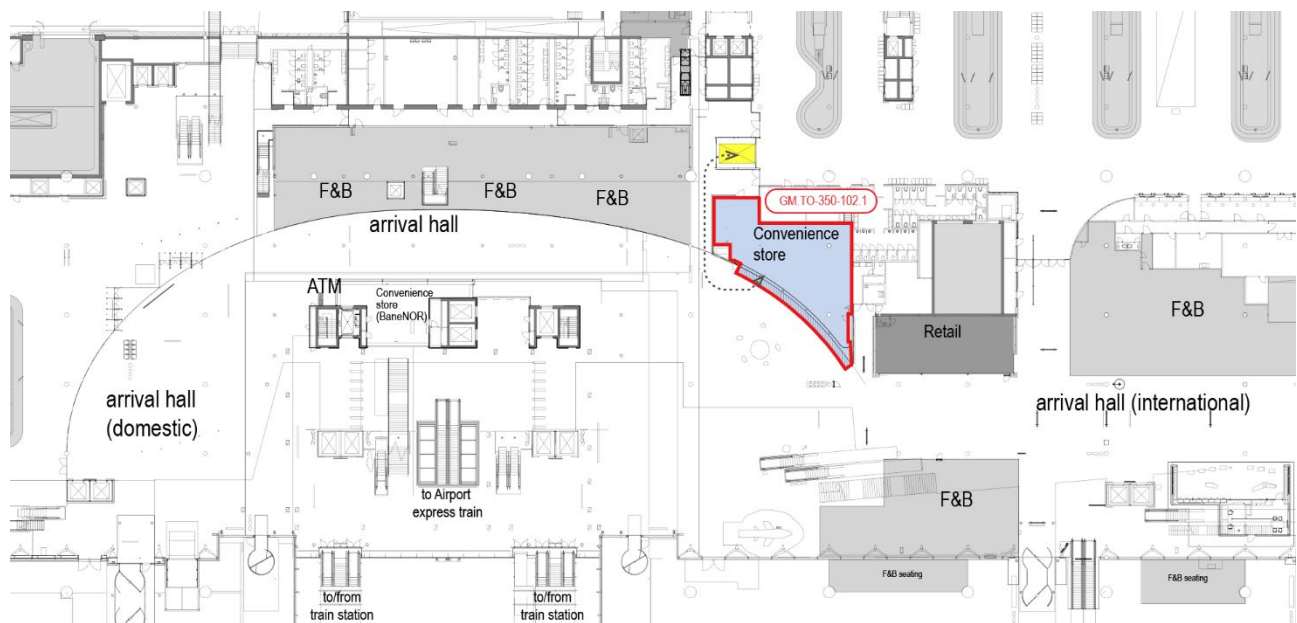 GM.TO-350-102.1
F&B
F&B
F&B
arrival hall
Convenience
store
A
A
ATM
Convenience
store
(BaneNOR)
Retail
F&B
arrival hall
(domestic)
arrival hall (international)
to Airport
express train
F&B
F&B seating
F&B seating
to/from
train station
to/from
train station